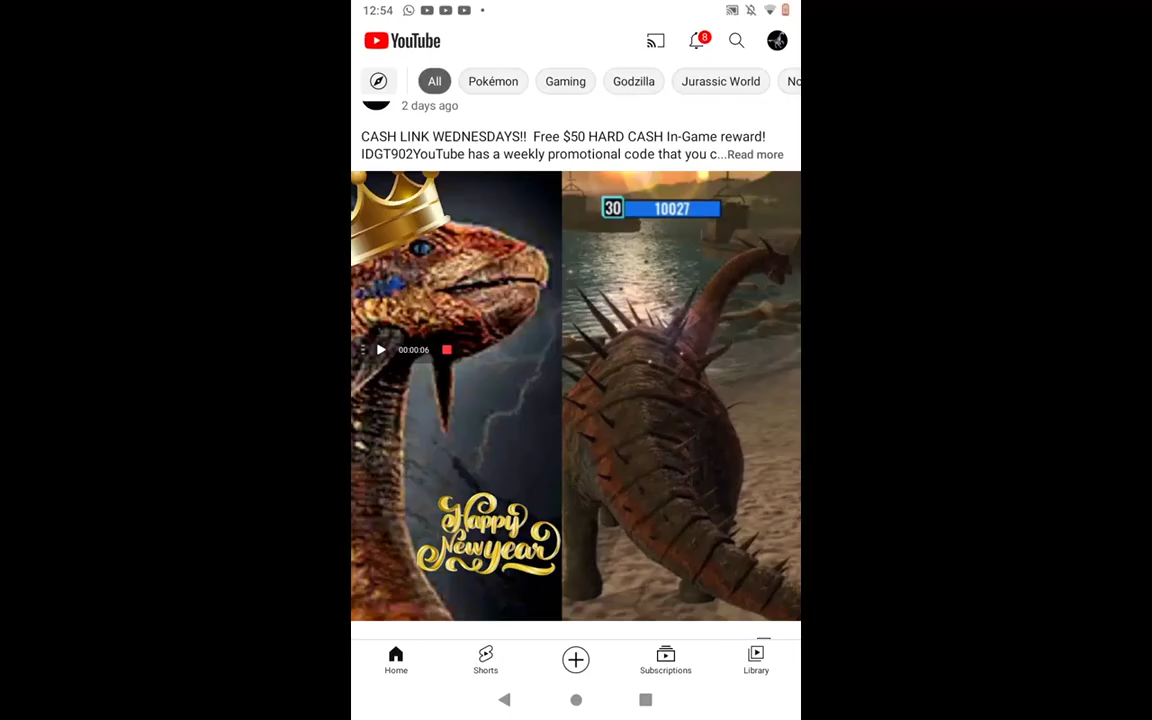 12:54
YouTube
8
All
Pokémon
Gaming
Godzilla
Jurassic World
No
2 days ago
CASH LINK WEDNESDAYS!! Free $50 HARD CASH In-Game reward!
IDGT902YouTube has a weekly promotional code that you c...Read more
30
10027
00:00:06
Happy
New year
Home
Shorts
Subscriptions
Library